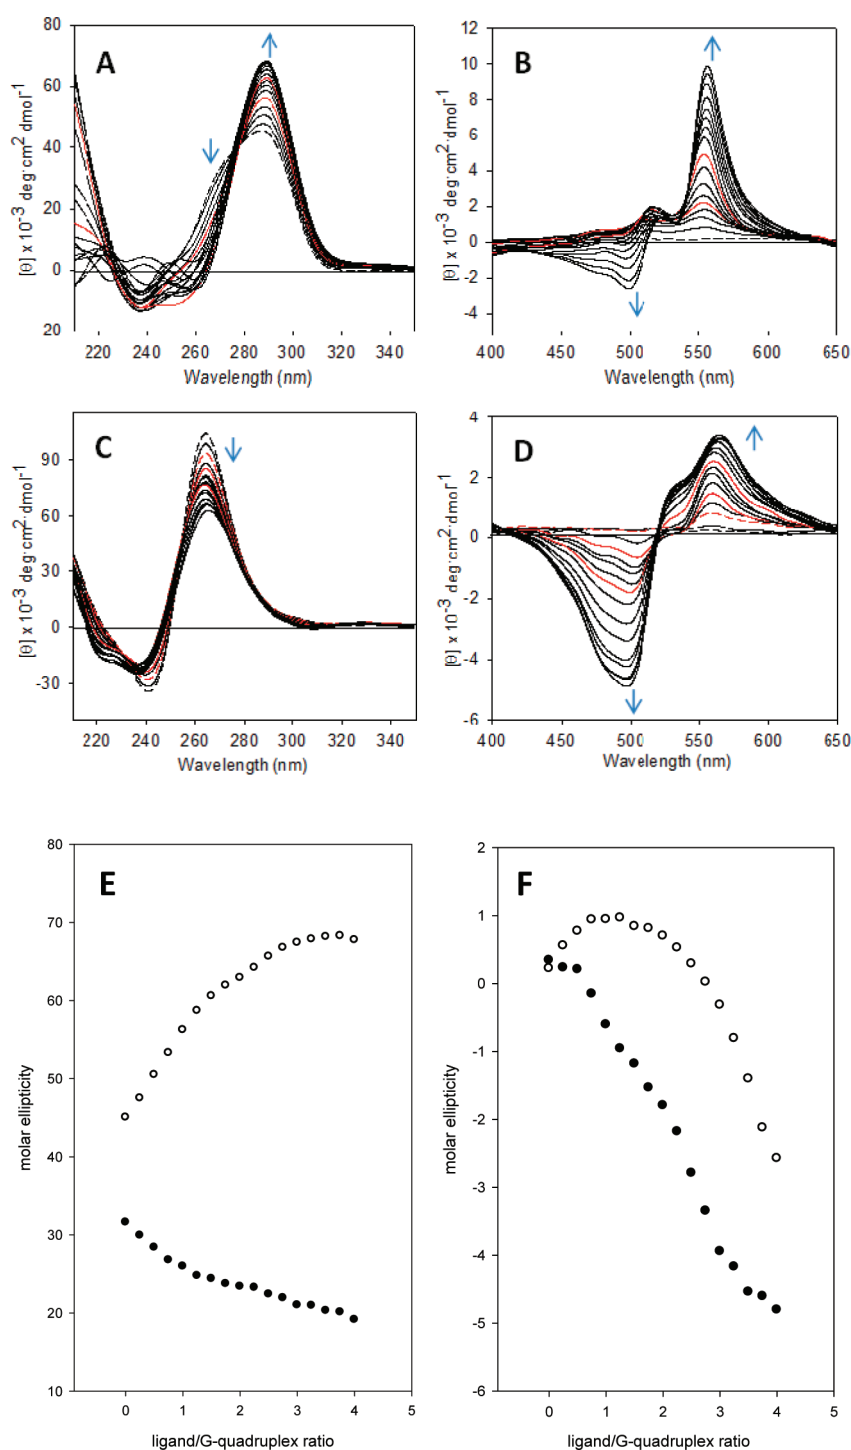 A
[θ] x 10⁻³ deg·cm² dmol⁻¹
80
60
40
20
0
20
220 240 260 280 300 320 340
Wavelength (nm)
B
[θ] x 10⁻³ deg·cm²·dmol⁻¹
12
10
8
6
4
2
0
-2
-4
400 450 500 550 600 650
Wavelength (nm)
C
[θ] x 10⁻³ deg·cm²·dmol⁻¹
90
60
30
0
-30
220 240 260 280 300 320 340
Wavelength (nm)
D
[θ] x 10⁻³ deg·cm²·dmol⁻¹
4
2
0
-2
-4
-6
400 450 500 550 600 650
Wavelength (nm)
E
molar ellipticity
80
70
60
50
40
30
20
10
0 1 2 3 4 5
ligand/G-quadruplex ratio
F
molar ellipticity
2
1
0
-1
-2
-3
-4
-5
-6
0 1 2 3 4 5
ligand/G-quadruplex ratio